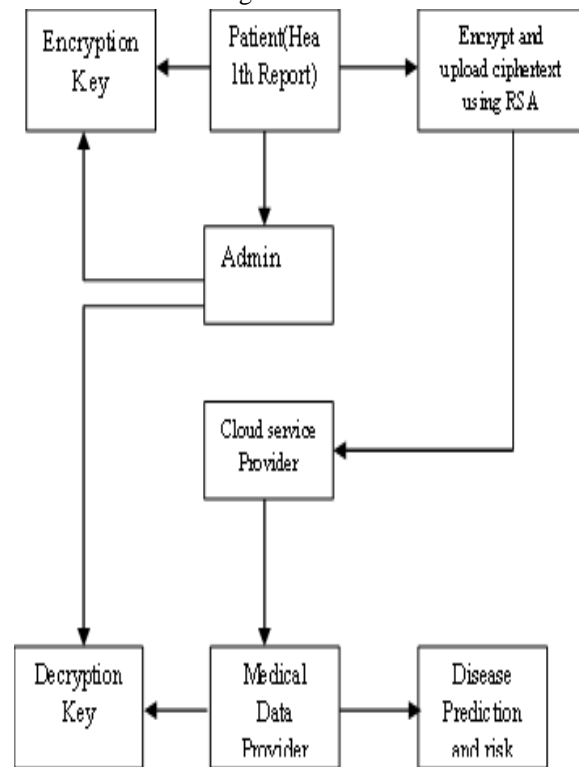 Encryption
Key
Patient(Hea
lth Report)
Encrypt and
upload ciphertext
using RSA
Admin
Cloud service
Provider
Decryption
Key
Medical
Data
Provider
Disease
Prediction
and risk